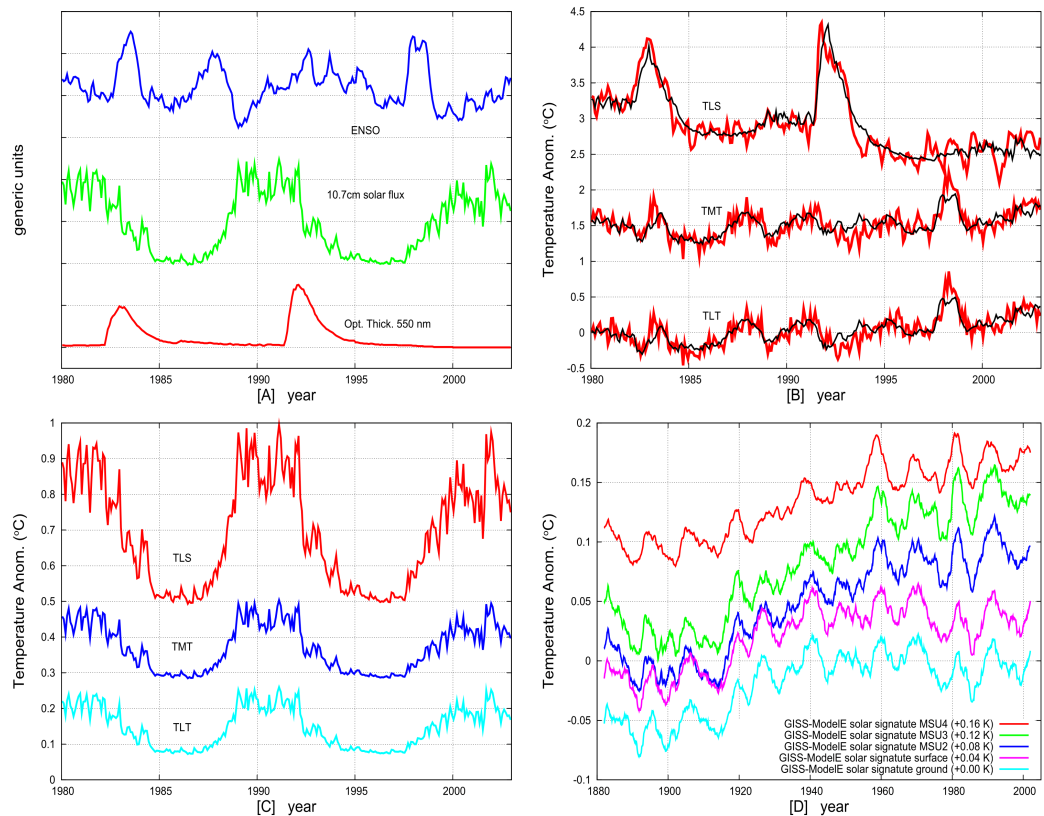 generic units
ENSO
10.7cm solar flux
Opt. Thick. 550 nm
1980 1985 1990 1995 2000
[A] year
Temperature Anom. (°C)
4.5
4
3.5
3
2.5
2
1.5
1
0.5
0
-0.5
TLS
TMT
TLT
1980 1985 1990 1995 2000
[B] year
Temperature Anom. (°C)
1
0.9
0.8
0.7
0.6
0.5
0.4
0.3
0.2
0.1
0
TLS
TMT
TLT
1980 1985 1990 1995 2000
[C] year
Temperature Anom. (°C)
0.2
0.15
0.1
0.05
0
-0.05
-0.1
GISS-ModelE solar signatute MSU4 (+0.16 K)
GISS-ModelE solar signatute MSU3 (+0.12 K)
GISS-ModelE solar signatute MSU2 (+0.08 K)
GISS-ModelE solar signatute surface (+0.04 K)
GISS-ModelE solar signatute ground (+0.00 K)
1880 1900 1920 1940 1960 1980 2000
[D] year